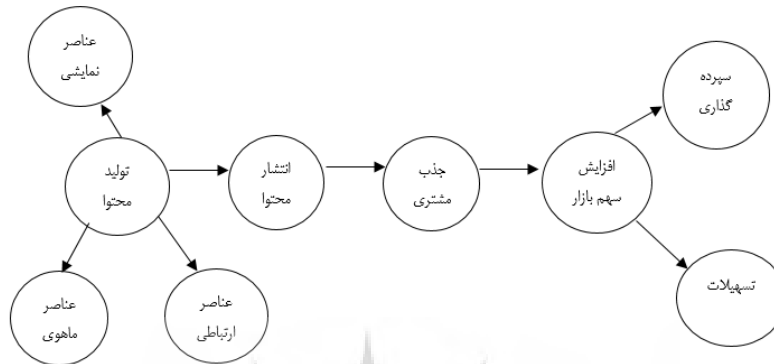 عناصر
نمایشی
سپرده
گذاری
تولید
محتوا
انتشار
محتوا
جذب
مشتری
افزایش
سهم بازار
عناصر
ماهوی
عناصر
ارتباطی
تسهیلات